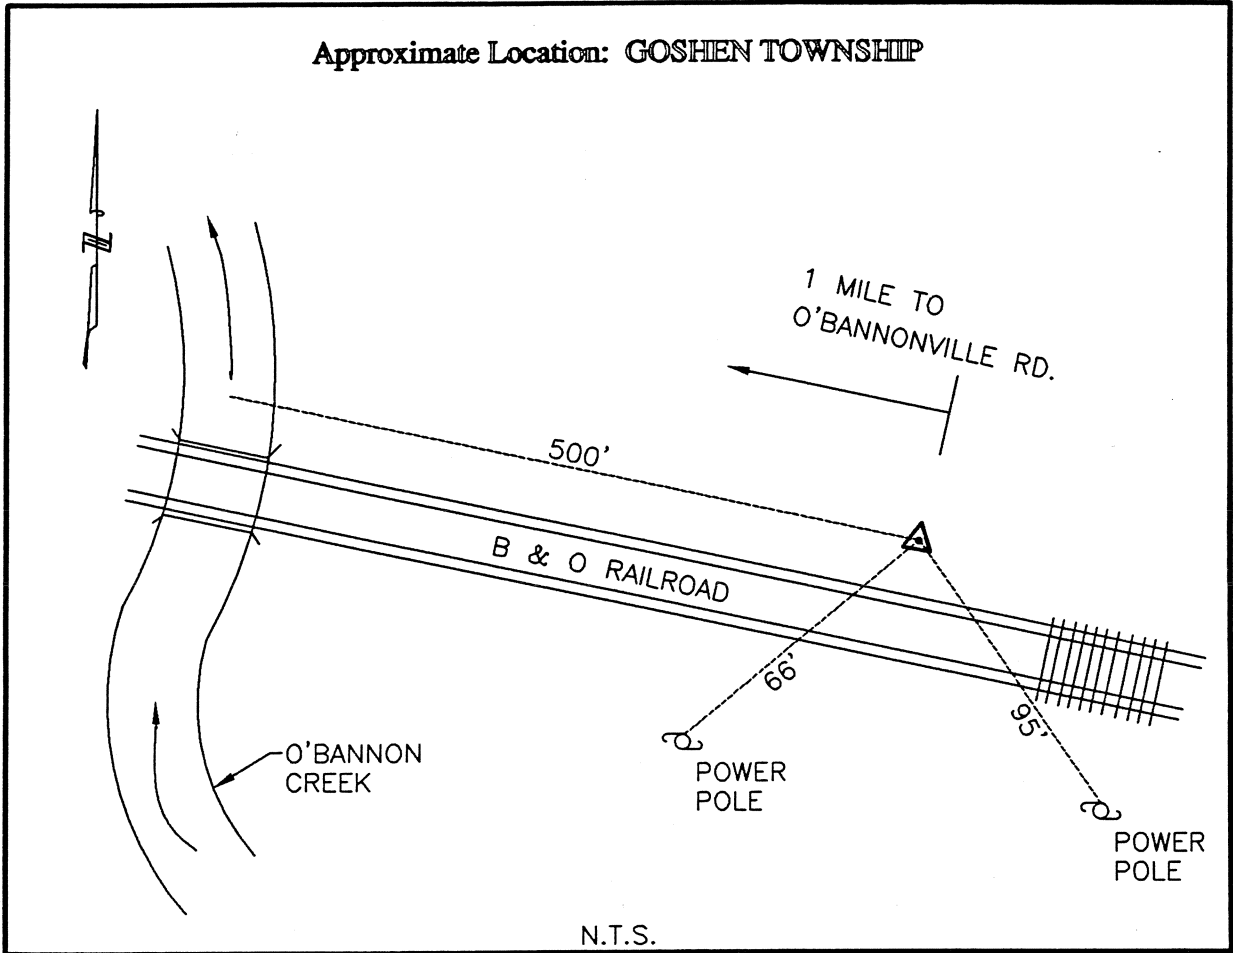 Approximate Location: GOSHEN TOWNSHIP
N
1 MILE TO
O'BANNONVILLE RD.
500'
B & O RAILROAD
66'
95'
O'BANNON
CREEK
POWER
POLE
POWER
POLE
N.T.S.